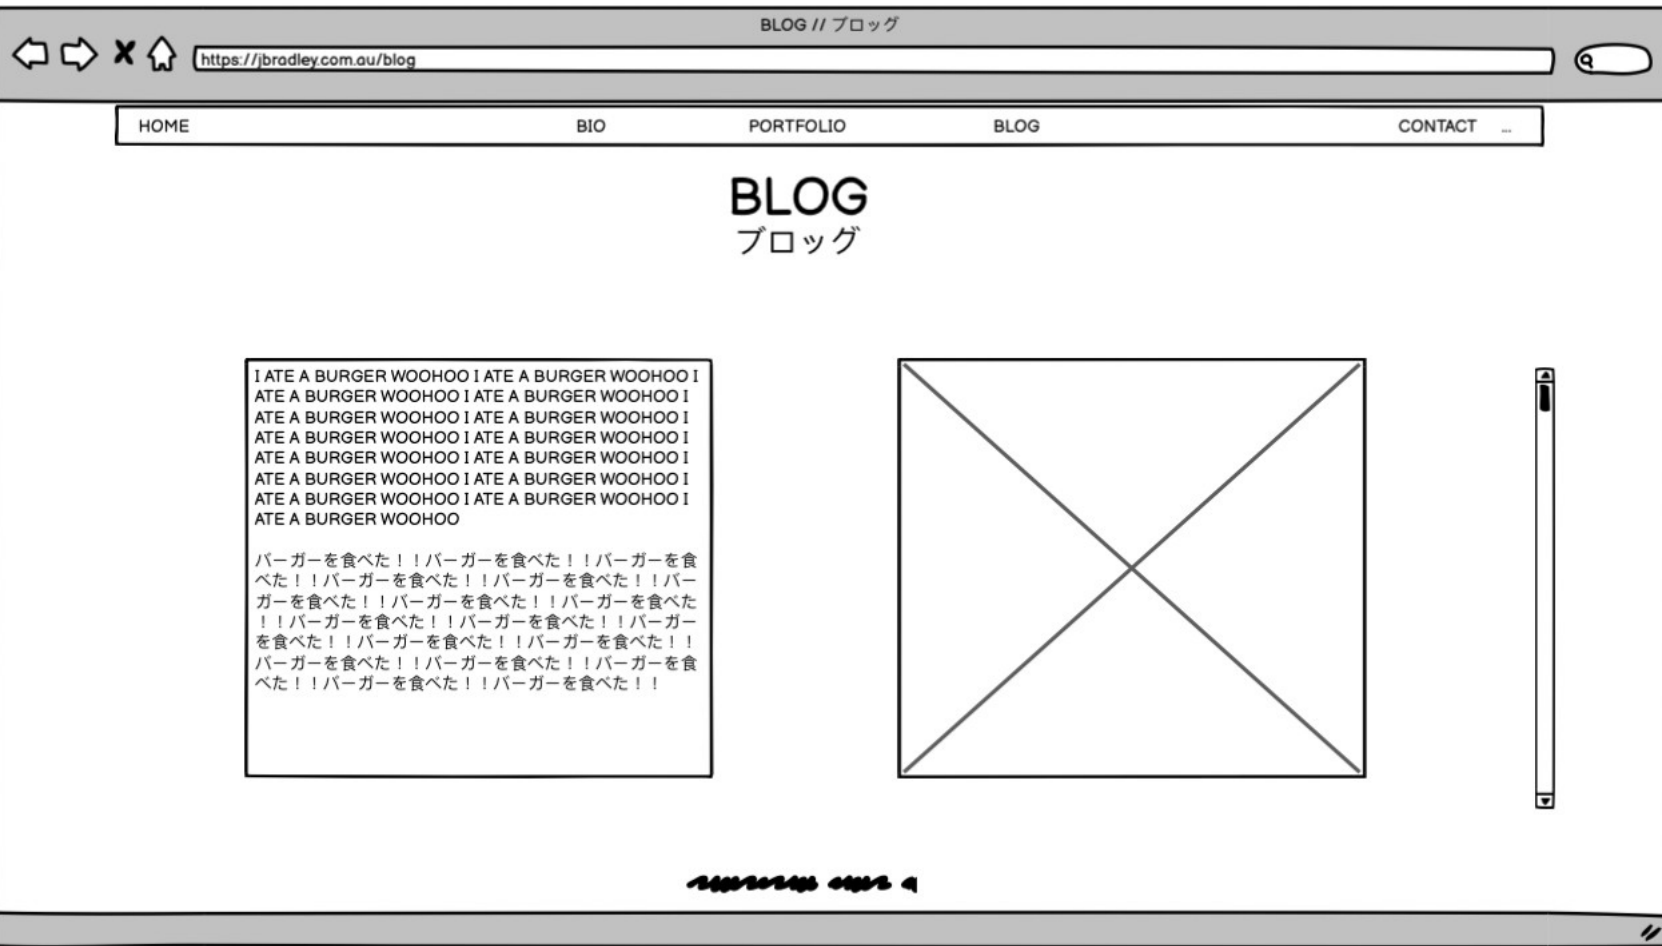 BLOG // ブロッグ
https://jbradley.com.au/blog
HOME BIO PORTFOLIO BLOG CONTACT ...
BLOG
ブロッグ
I ATE A BURGER WOOHOO I ATE A BURGER WOOHOO I
ATE A BURGER WOOHOO I ATE A BURGER WOOHOO I
ATE A BURGER WOOHOO I ATE A BURGER WOOHOO I
ATE A BURGER WOOHOO I ATE A BURGER WOOHOO I
ATE A BURGER WOOHOO I ATE A BURGER WOOHOO I
ATE A BURGER WOOHOO I ATE A BURGER WOOHOO I
ATE A BURGER WOOHOO I ATE A BURGER WOOHOO I
ATE A BURGER WOOHOO
バーガーを食べた！！バーガーを食べた！！バーガーを食
べた！！バーガーを食べた！！バーガーを食べた！！バー
ガーを食べた！！バーガーを食べた！！バーガーを食べた
！！バーガーを食べた！！バーガーを食べた！！バーガー
を食べた！！バーガーを食べた！！バーガーを食べた！！
バーガーを食べた！！バーガーを食べた！！バーガーを食
べた！！バーガーを食べた！！バーガーを食べた！！